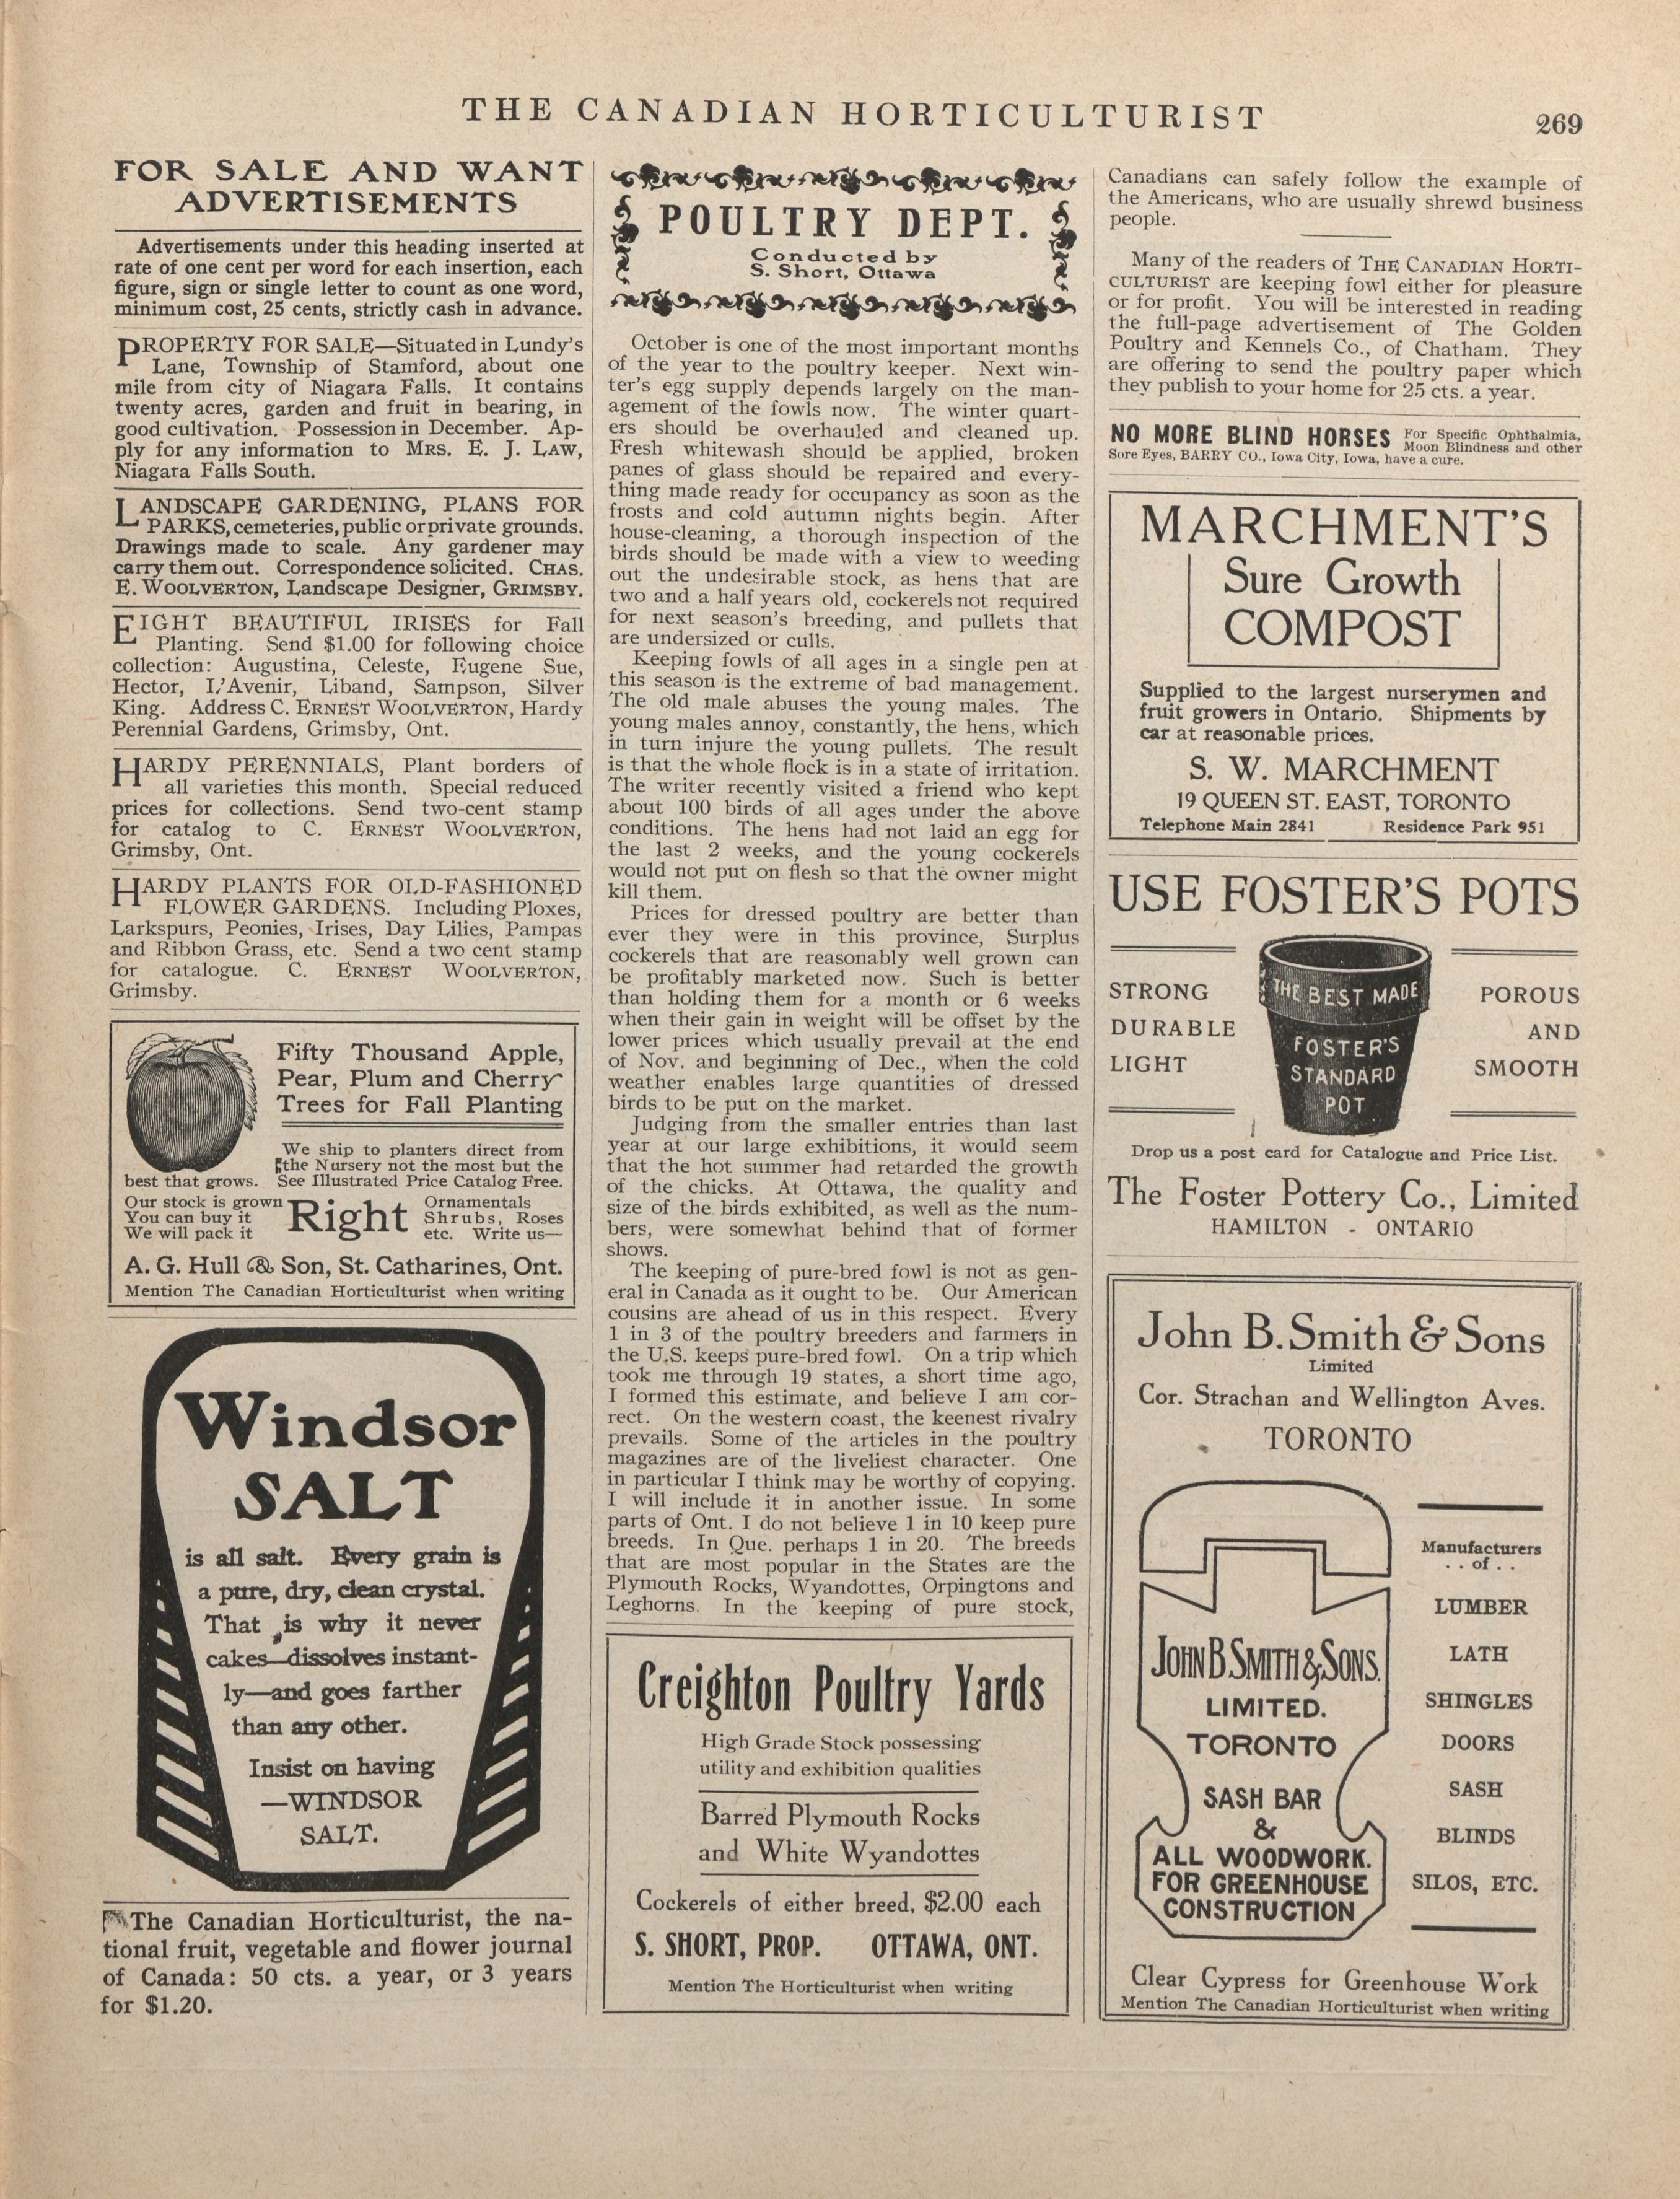 THE CANADIAN HORTICULTURIST
269
FOR SALE AND WANT
ADVERTISEMENTS
Advertisements under this heading inserted at
rate of one cent per word for each insertion, each
figure, sign or single letter to count as one word,
minimum cost, 25 cents, strictly cash in advance.
PROPERTY FOR SALE—Situated in Lundy's
Lane, Township of Stamford, about one
mile from city of Niagara Falls. It contains
twenty acres, garden and fruit in bearing, in
good cultivation. Possession in December. Ap-
ply for any information to MRS. E. J. LAW,
Niagara Falls South.
LANDSCAPE GARDENING, PLANS FOR
PARKS, cemeteries, public or private grounds.
Drawings made to scale. Any gardener may
carry them out. Correspondence solicited. CHAS.
E. WOOLVERTON, Landscape Designer, GRIMSBY.
EIGHT BEAUTIFUL IRISES for Fall
Planting. Send $1.00 for following choice
collection: Augustina, Celeste, Eugene Sue,
Hector, L'Avenir, Liband, Sampson, Silver
King. Address C. ERNEST WOOLVERTON, Hardy
Perennial Gardens, Grimsby, Ont.
HARDY PERENNIALS, Plant borders of
all varieties this month. Special reduced
prices for collections. Send two-cent stamp
for catalog to C. ERNEST WOOLVERTON,
Grimsby, Ont.
HARDY PLANTS FOR OLD-FASHIONED
FLOWER GARDENS. Including Ploxes,
Larkspurs, Peonies, Irises, Day Lilies, Pampas
and Ribbon Grass, etc. Send a two cent stamp
for catalogue. C. ERNEST WOOLVERTON,
Grimsby.
Fifty Thousand Apple,
Pear, Plum and Cherry
Trees for Fall Planting
We ship to planters direct from
the Nursery not the most but the
best that grows. See Illustrated Price Catalog Free.
Our stock is grown
You can buy it
We will pack it
Right
Ornamentals
Shrubs, Roses
etc. Write us—
A. G. Hull & Son, St. Catharines, Ont.
Mention The Canadian Horticulturist when writing
Windsor
SALT
is all salt. Every grain is
a pure, dry, clean crystal.
That is why it never
cakes—dissolves instant-
ly—and goes farther
than any other.
Insist on having
—WINDSOR
SALT.
The Canadian Horticulturist, the na-
tional fruit, vegetable and flower journal
of Canada: 50 cts. a year, or 3 years
for $1.20.
POULTRY DEPT.
Conducted by
S. Short, Ottawa
October is one of the most important months
of the year to the poultry keeper. Next win-
ter's egg supply depends largely on the man-
agement of the fowls now. The winter quart-
ers should be overhauled and cleaned up.
Fresh whitewash should be applied, broken
panes of glass should be repaired and every-
thing made ready for occupancy as soon as the
frosts and cold autumn nights begin. After
house-cleaning, a thorough inspection of the
birds should be made with a view to weeding
out the undesirable stock, as hens that are
two and a half years old, cockerels not required
for next season's breeding, and pullets that
are undersized or culls.
Keeping fowls of all ages in a single pen at
this season is the extreme of bad management.
The old male abuses the young males. The
young males annoy, constantly, the hens, which
in turn injure the young pullets. The result
is that the whole flock is in a state of irritation.
The writer recently visited a friend who kept
about 100 birds of all ages under the above
conditions. The hens had not laid an egg for
the last 2 weeks, and the young cockerels
would not put on flesh so that the owner might
kill them.
Prices for dressed poultry are better than
ever they were in this province, Surplus
cockerels that are reasonably well grown can
be profitably marketed now. Such is better
than holding them for a month or 6 weeks
when their gain in weight will be offset by the
lower prices which usually prevail at the end
of Nov. and beginning of Dec., when the cold
weather enables large quantities of dressed
birds to be put on the market.
Judging from the smaller entries than last
year at our large exhibitions, it would seem
that the hot summer had retarded the growth
of the chicks. At Ottawa, the quality and
size of the birds exhibited, as well as the num-
bers, were somewhat behind that of former
shows.
The keeping of pure-bred fowl is not as gen-
eral in Canada as it ought to be. Our American
cousins are ahead of us in this respect. Every
1 in 3 of the poultry breeders and farmers in
the U.S. keeps pure-bred fowl. On a trip which
took me through 19 states, a short time ago,
I formed this estimate, and believe I am cor-
rect. On the western coast, the keenest rivalry
prevails. Some of the articles in the poultry
magazines are of the liveliest character. One
in particular I think may be worthy of copying.
I will include it in another issue. In some
parts of Ont. I do not believe 1 in 10 keep pure
breeds. In Que. perhaps 1 in 20. The breeds
that are most popular in the States are the
Plymouth Rocks, Wyandottes, Orpingtons and
Leghorns. In the keeping of pure stock,
Creighton Poultry Yards
High Grade Stock possessing
utility and exhibition qualities
Barred Plymouth Rocks
and White Wyandottes
Cockerels of either breed, $2.00 each
S. SHORT, PROP. OTTAWA, ONT.
Mention The Horticulturist when writing
Canadians can safely follow the example of
the Americans, who are usually shrewd business
people.
Many of the readers of THE CANADIAN HORTI-
CULTURIST are keeping fowl either for pleasure
or for profit. You will be interested in reading
the full-page advertisement of The Golden
Poultry and Kennels Co., of Chatham. They
are offering to send the poultry paper which
they publish to your home for 25 cts. a year.
NO MORE BLIND HORSES For Specific Ophthalmia,
Moon Blindness and other
Sore Eyes, BARRY CO., Iowa City, Iowa, have a cure.
MARCHMENT'S
Sure Growth
COMPOST
Supplied to the largest nurserymen and
fruit growers in Ontario. Shipments by
car at reasonable prices.
S. W. MARCHMENT
19 QUEEN ST. EAST, TORONTO
Telephone Main 2841 Residence Park 951
USE FOSTER'S POTS
STRONG
DURABLE
LIGHT
THE BEST MADE
FOSTER'S
STANDARD
POT
POROUS
AND
SMOOTH
Drop us a post card for Catalogue and Price List.
The Foster Pottery Co., Limited
HAMILTON - ONTARIO
John B. Smith & Sons
Limited
Cor. Strachan and Wellington Aves.
TORONTO
JOHN B SMITH & SONS.
LIMITED.
TORONTO
SASH BAR
&
ALL WOODWORK.
FOR GREENHOUSE
CONSTRUCTION
Manufacturers
. . of . .
LUMBER
LATH
SHINGLES
DOORS
SASH
BLINDS
SILOS, ETC.
Clear Cypress for Greenhouse Work
Mention The Canadian Horticulturist when writing